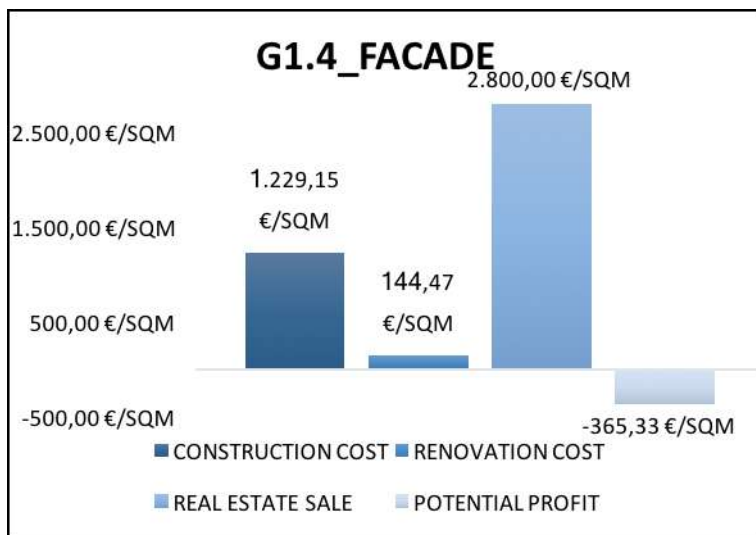 G1.4_FACADE
2.800,00 €/SQM
2.500,00 €/SQM
1.229,15
€/SQM
1.500,00 €/SQM
144,47
€/SQM
500,00 €/SQM
-500,00 €/SQM
-365,33 €/SQM
CONSTRUCTION COST
RENOVATION COST
REAL ESTATE SALE
POTENTIAL PROFIT